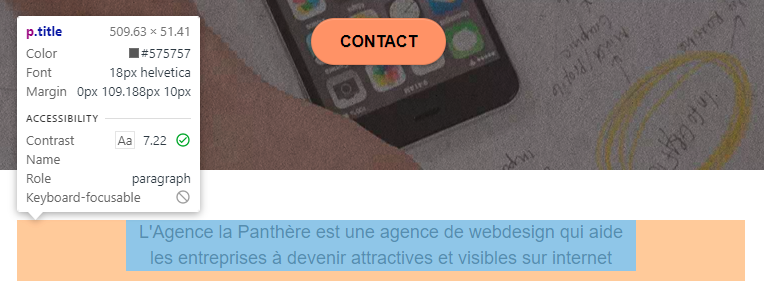 p.title 509.63 × 51.41
Color #575757
Font 18px helvetica
Margin 0px 109.188px 10px
ACCESSIBILITY
Contrast Aa 7.22
Name
Role paragraph
Keyboard-focusable
CONTACT
L'Agence la Panthère est une agence de webdesign qui aide
les entreprises à devenir attractives et visibles sur internet